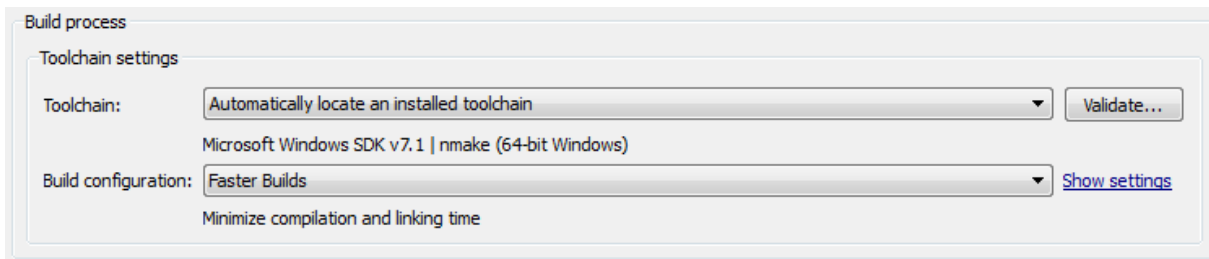 Build process
Toolchain settings
Toolchain: Automatically locate an installed toolchain Validate...
Microsoft Windows SDK v7.1 | nmake (64-bit Windows)
Build configuration: Faster Builds Show settings
Minimize compilation and linking time